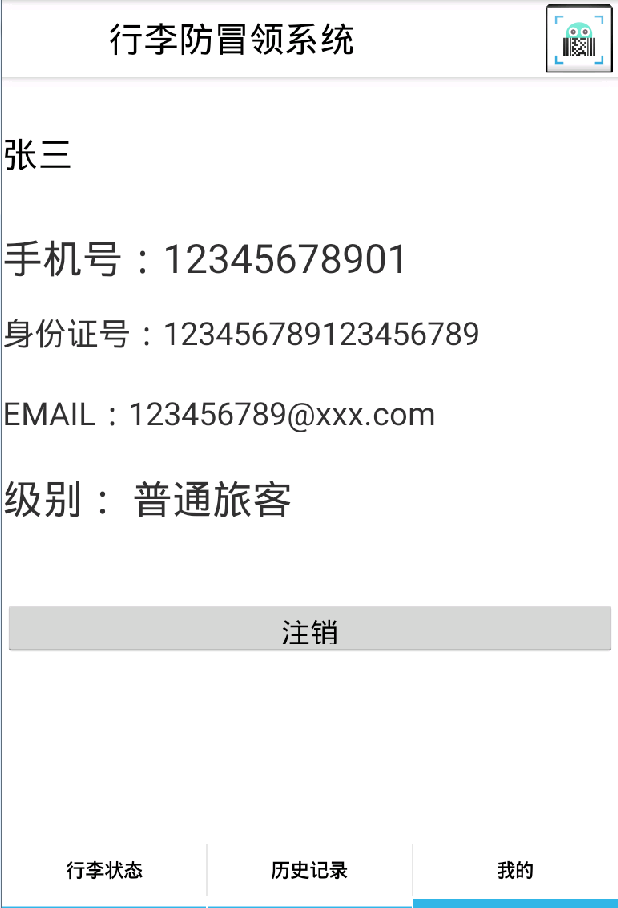 行李防冒领系统
张三
手机号：12345678901
身份证号：123456789123456789
EMAIL：123456789@xxx.com
级别： 普通旅客
注销
行李状态 历史记录 我的